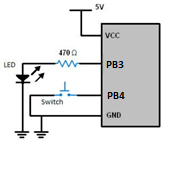 5V
VCC
470 Ω
LED
PB3
PB4
Switch
GND